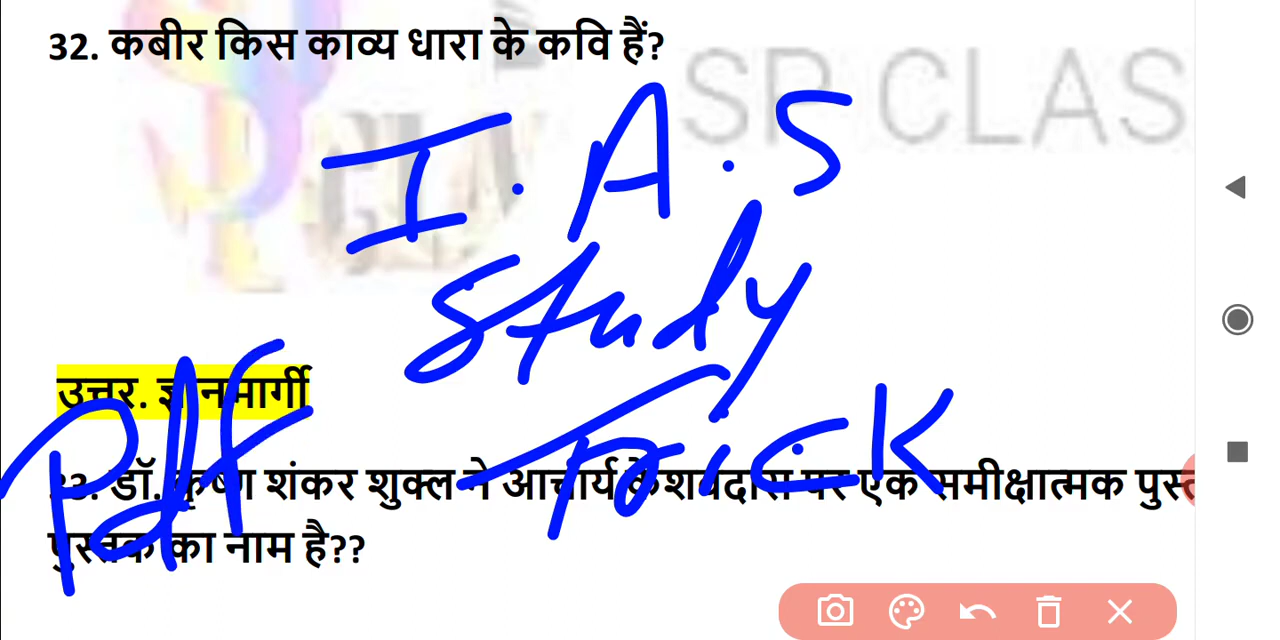 32. कबीर किस काव्य धारा के कवि हैं?
SP CLAS
I.A.S
Study
Trick
उत्तर. ज्ञानमार्गी
Pdf
33. डॉ. कृष्ण शंकर शुक्ल ने आचार्य केशवदास पर एक समीक्षात्मक पुस्त
पुस्तक का नाम है??